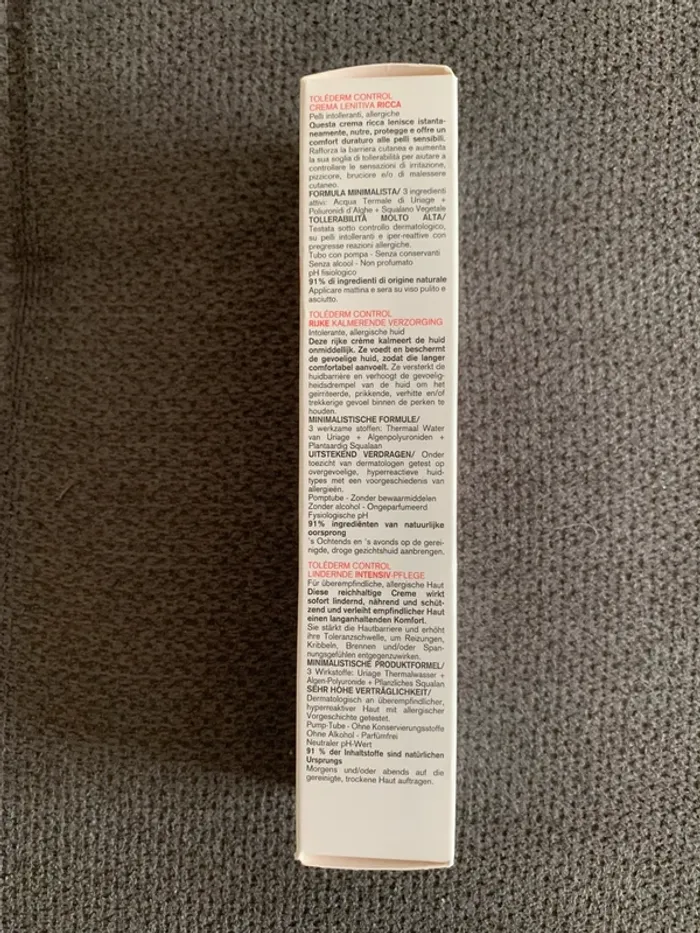 TOLÉDERM CONTROL
CREMA LENITIVA RICCA
Pelli intolleranti, allergiche
Questa crema ricca lenisce istanta-
neamente, nutre, protegge e offre un
comfort duraturo alle pelli sensibili.
Rafforza la barriera cutanea e aumenta
la sua soglia di tollerabilità per aiutare a
controllare le sensazioni di irritazione,
pizzicore, bruciore e/o di malessere
cutaneo.
FORMULA MINIMALISTA/ 3 ingredienti
attivi: Acqua Termale di Uriage +
Poliuronidi d'Alghe + Squalano Vegetale
TOLLERABILITÀ MOLTO ALTA/
Testata sotto controllo dermatologico,
su pelli intolleranti e iper-reattive con
pregresse reazioni allergiche.
Tubo con pompa - Senza conservanti
Senza alcool - Non profumato
pH fisiologico
91% di ingredienti di origine naturale
Applicare mattina e sera su viso pulito e
asciutto.
TOLÉDERM CONTROL
RIJKE KALMERENDE VERZORGING
Intolerante, allergische huid
Deze rijke crème kalmeert de huid
onmiddellijk. Ze voedt en beschermt
de gevoelige huid, zodat die langer
comfortabel aanvoelt. Ze versterkt de
huidbarrière en verhoogt de gevoelig-
heidsdrempel van de huid om het
geïrriteerde, prikkende, verhitte en/of
trekkerige gevoel binnen de perken te
houden.
MINIMALISTISCHE FORMULE/
3 werkzame stoffen: Thermaal Water
van Uriage + Algenpolyuroniden +
Plantaardig Squalaan
UITSTEKEND VERDRAGEN/ Onder
toezicht van dermatologen getest op
overgevoelige, hyperreactieve huid-
types met een voorgeschiedenis van
allergieën.
Pomptube - Zonder bewaarmiddelen
Zonder alcohol - Ongeparfumeerd
Fysiologische pH
91% ingrediënten van natuurlijke
oorsprong
's Ochtends en 's avonds op de gerei-
nigde, droge gezichtshuid aanbrengen.
TOLÉDERM CONTROL
LINDERNDE INTENSIV-PFLEGE
Für überempfindliche, allergische Haut
Diese reichhaltige Creme wirkt
sofort lindernd, nährend und schüt-
zend und verleiht empfindlicher Haut
einen langanhaltenden Komfort.
Sie stärkt die Hautbarriere und erhöht
ihre Toleranzschwelle, um Reizungen,
Kribbeln, Brennen und/oder Span-
nungsgefühlen entgegenzuwirken.
MINIMALISTISCHE PRODUKTFORMEL/
3 Wirkstoffe: Uriage Thermalwasser +
Algen-Polyuronide + Pflanzliches Squalan
SEHR HOHE VERTRÄGLICHKEIT/
Dermatologisch an überempfindlicher,
hyperreaktiver Haut mit allergischer
Vorgeschichte getestet.
Pump-Tube - Ohne Konservierungsstoffe
Ohne Alkohol - Parfümfrei
Neutraler pH-Wert
91 % der Inhaltstoffe sind natürlichen
Ursprungs
Morgens und/oder abends auf die
gereinigte, trockene Haut auftragen.